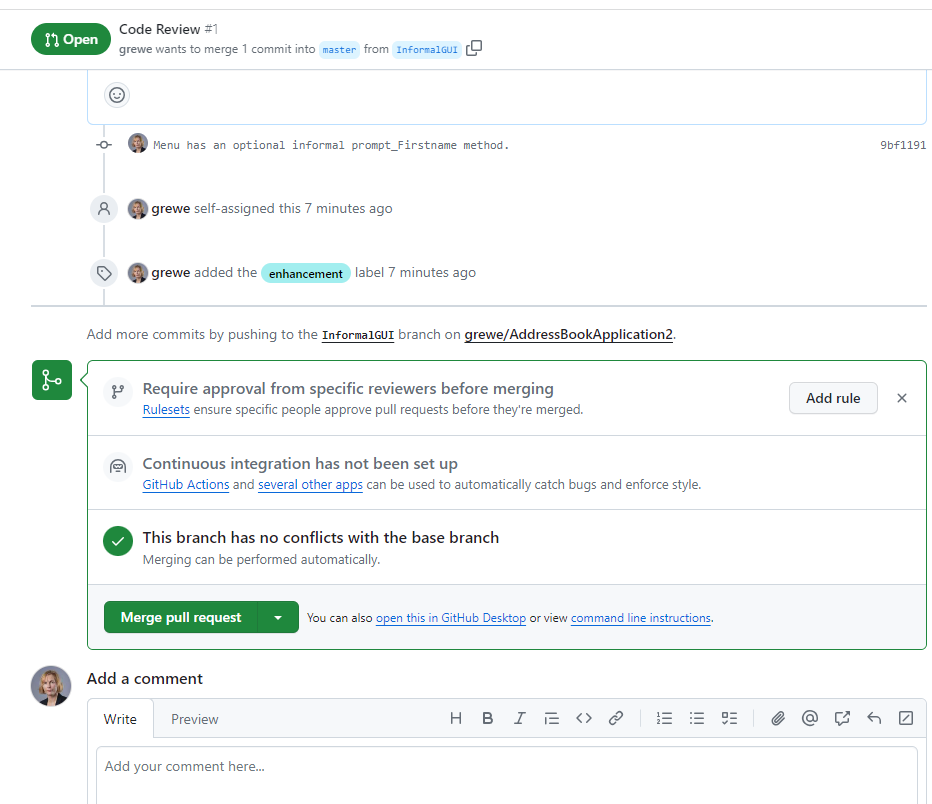 Open
Code Review #1
grewe wants to merge 1 commit into master from InformalGUI
Menu has an optional informal prompt_Firstname method.
9bf1191
grewe self-assigned this 7 minutes ago
grewe added the enhancement label 7 minutes ago
Add more commits by pushing to the InformalGUI branch on grewe/AddressBookApplication2.
Require approval from specific reviewers before merging
Rulesets ensure specific people approve pull requests before they're merged.
Add rule
Continuous integration has not been set up
GitHub Actions and several other apps can be used to automatically catch bugs and enforce style.
This branch has no conflicts with the base branch
Merging can be performed automatically.
Merge pull request
You can also open this in GitHub Desktop or view command line instructions.
Add a comment
Write
Preview
Add your comment here...